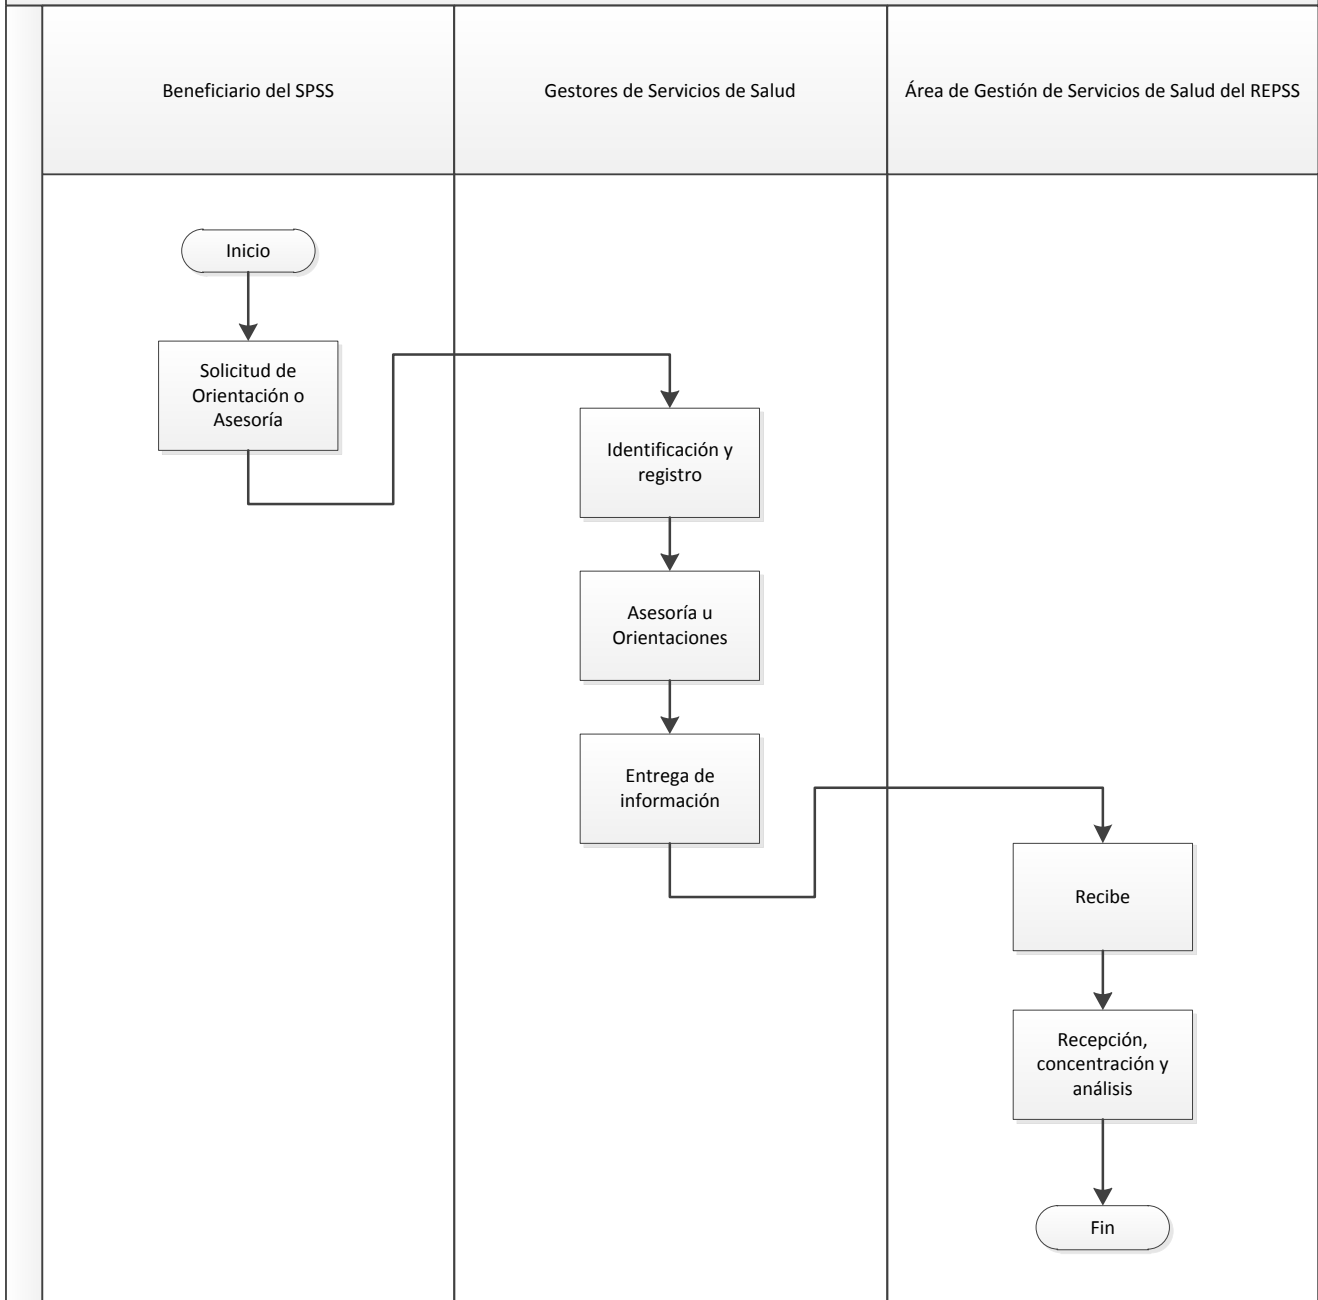 Beneficiario del SPSS
Gestores de Servicios de Salud
Área de Gestión de Servicios de Salud del REPSS
Inicio
Solicitud de
Orientación o
Asesoría
Identificación y
registro
Asesoría u
Orientaciones
Entrega de
información
Recibe
Recepción,
concentración y
análisis
Fin